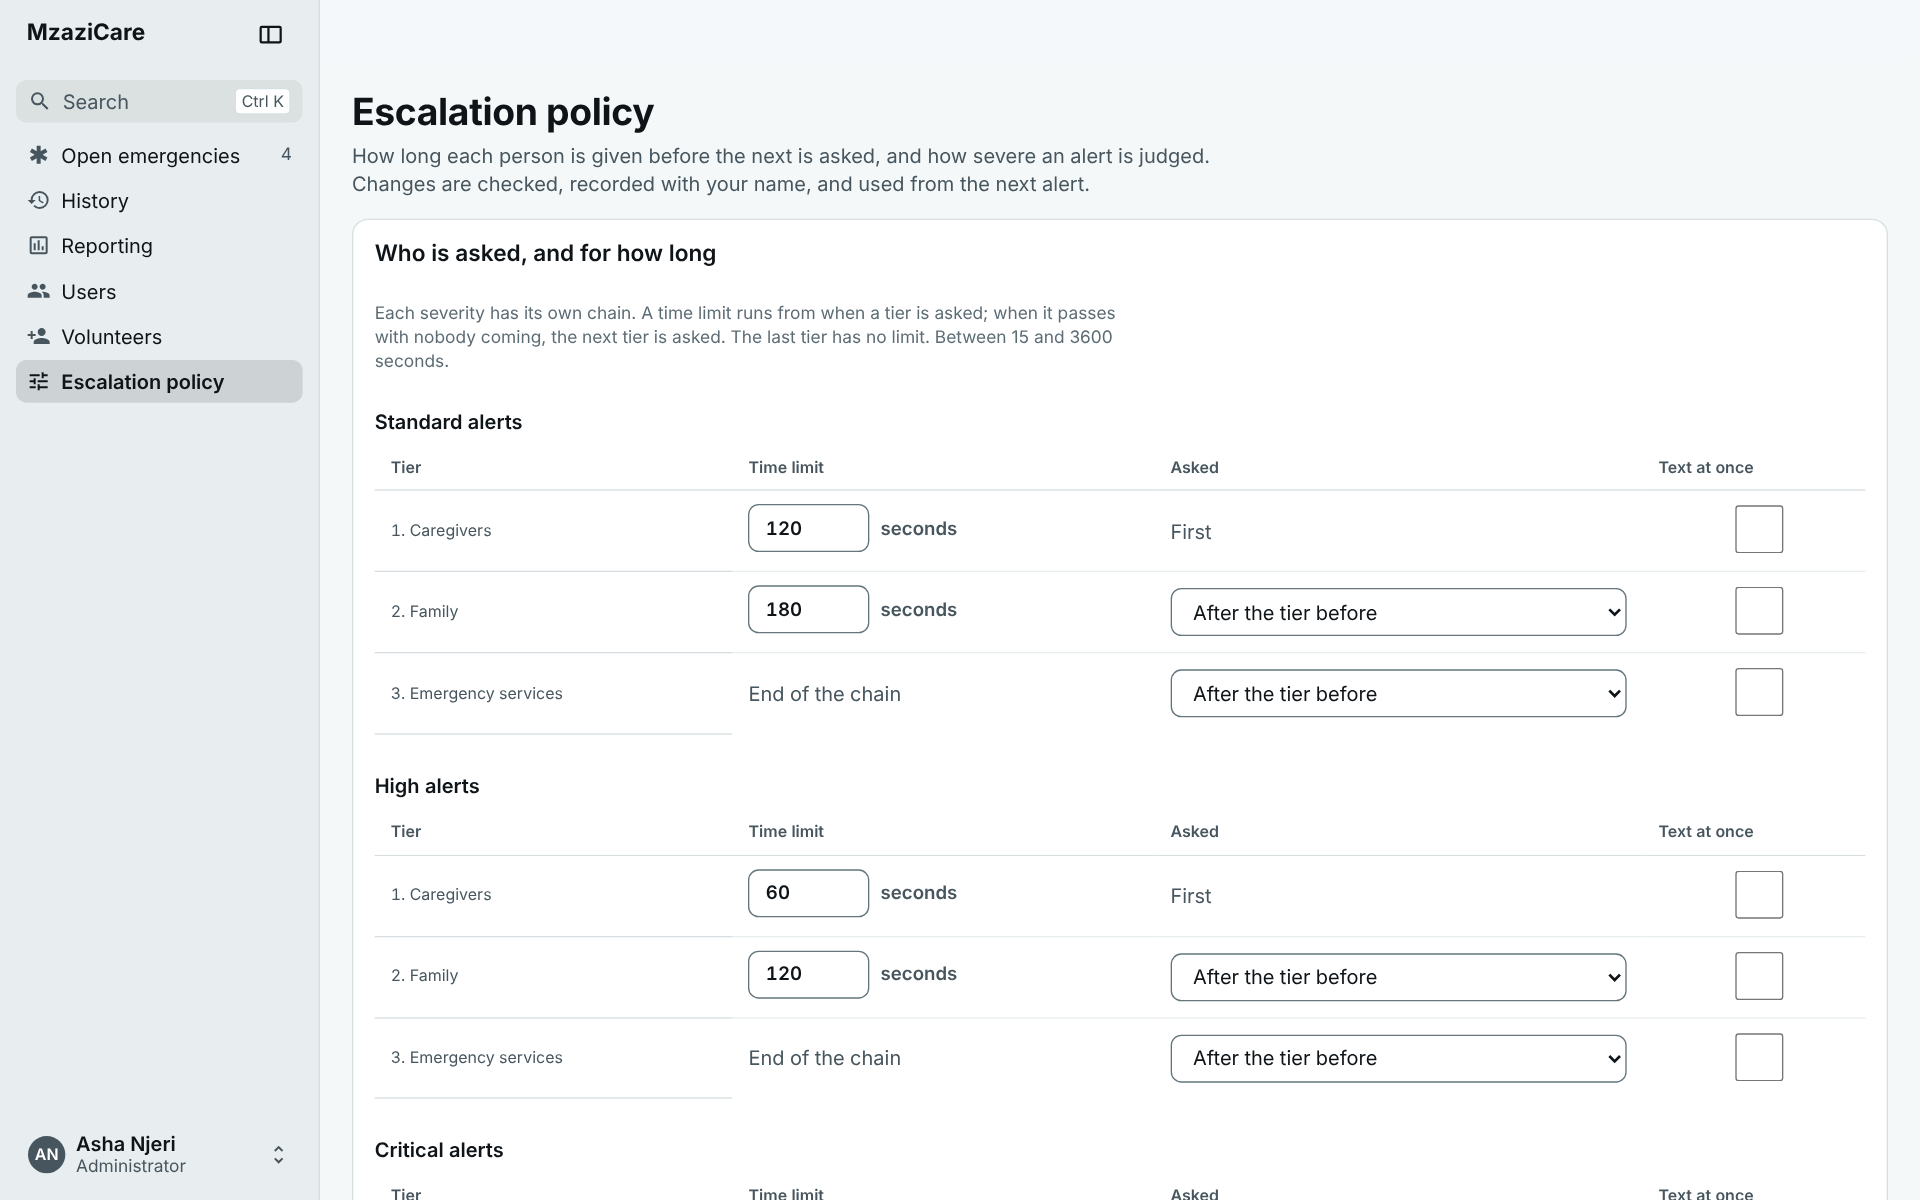 MzaziCare
Search Ctrl K
Open emergencies 4
History
Reporting
Users
Volunteers
Escalation policy
AN Asha Njeri
Administrator
Escalation policy
How long each person is given before the next is asked, and how severe an alert is judged.
Changes are checked, recorded with your name, and used from the next alert.
Who is asked, and for how long
Each severity has its own chain. A time limit runs from when a tier is asked; when it passes
with nobody coming, the next tier is asked. The last tier has no limit. Between 15 and 3600
seconds.
Standard alerts
Tier Time limit Asked Text at once
1. Caregivers 120 seconds First
2. Family 180 seconds After the tier before
3. Emergency services End of the chain After the tier before
High alerts
Tier Time limit Asked Text at once
1. Caregivers 60 seconds First
2. Family 120 seconds After the tier before
3. Emergency services End of the chain After the tier before
Critical alerts
Tier Time limit Asked Text at once